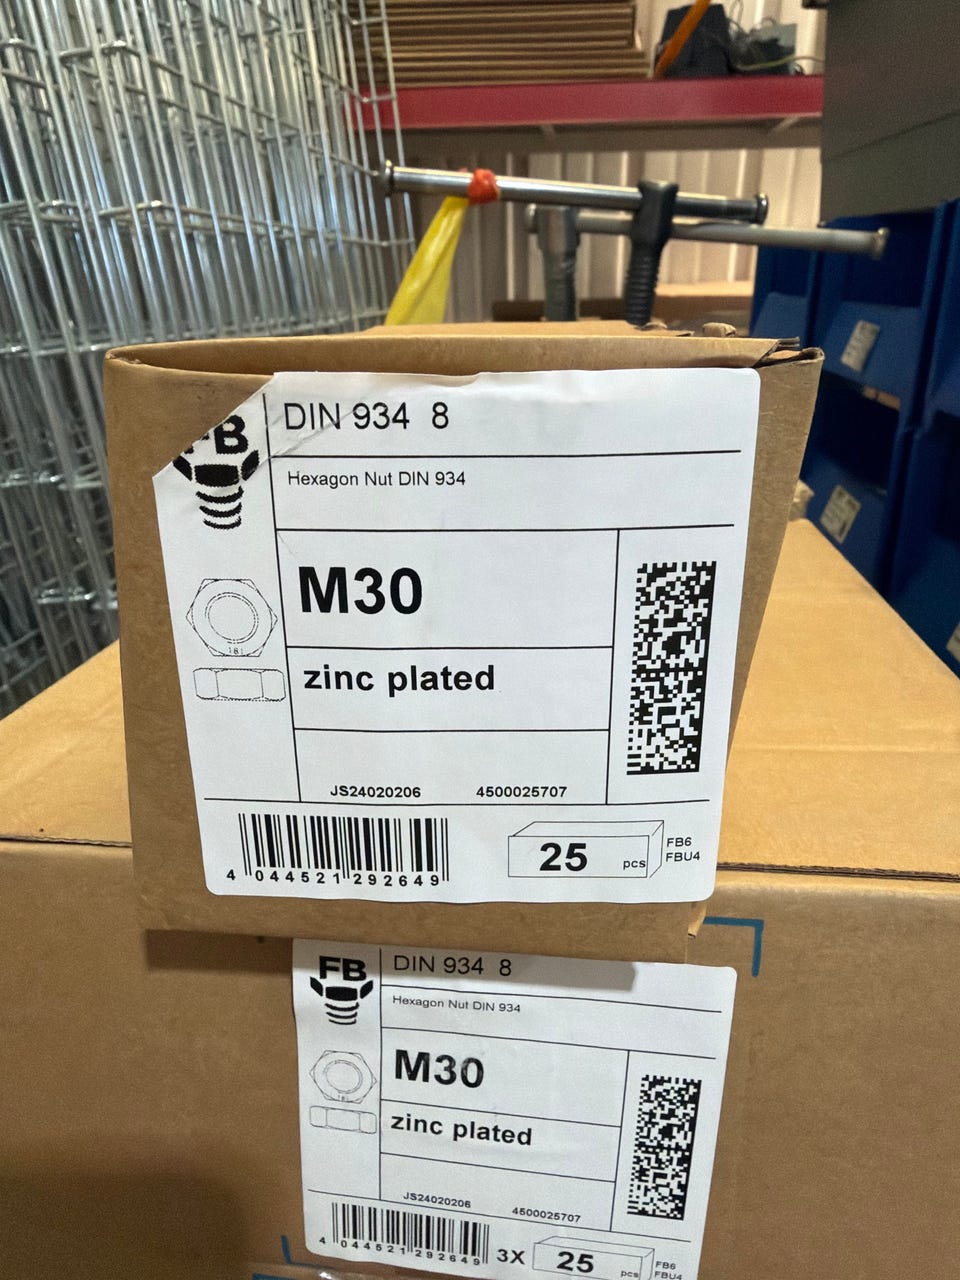 FB
DIN 934 8
Hexagon Nut DIN 934
M30
181
zinc plated
JS24020206 4500025707
4 044521 292649
25 pcs
FB6
FBU4
FB
DIN 934 8
Hexagon Nut DIN 934
M30
181
zinc plated
JS24020206 4500025707
4 044521 292649
3X 25 pcs
FB6
FBU4